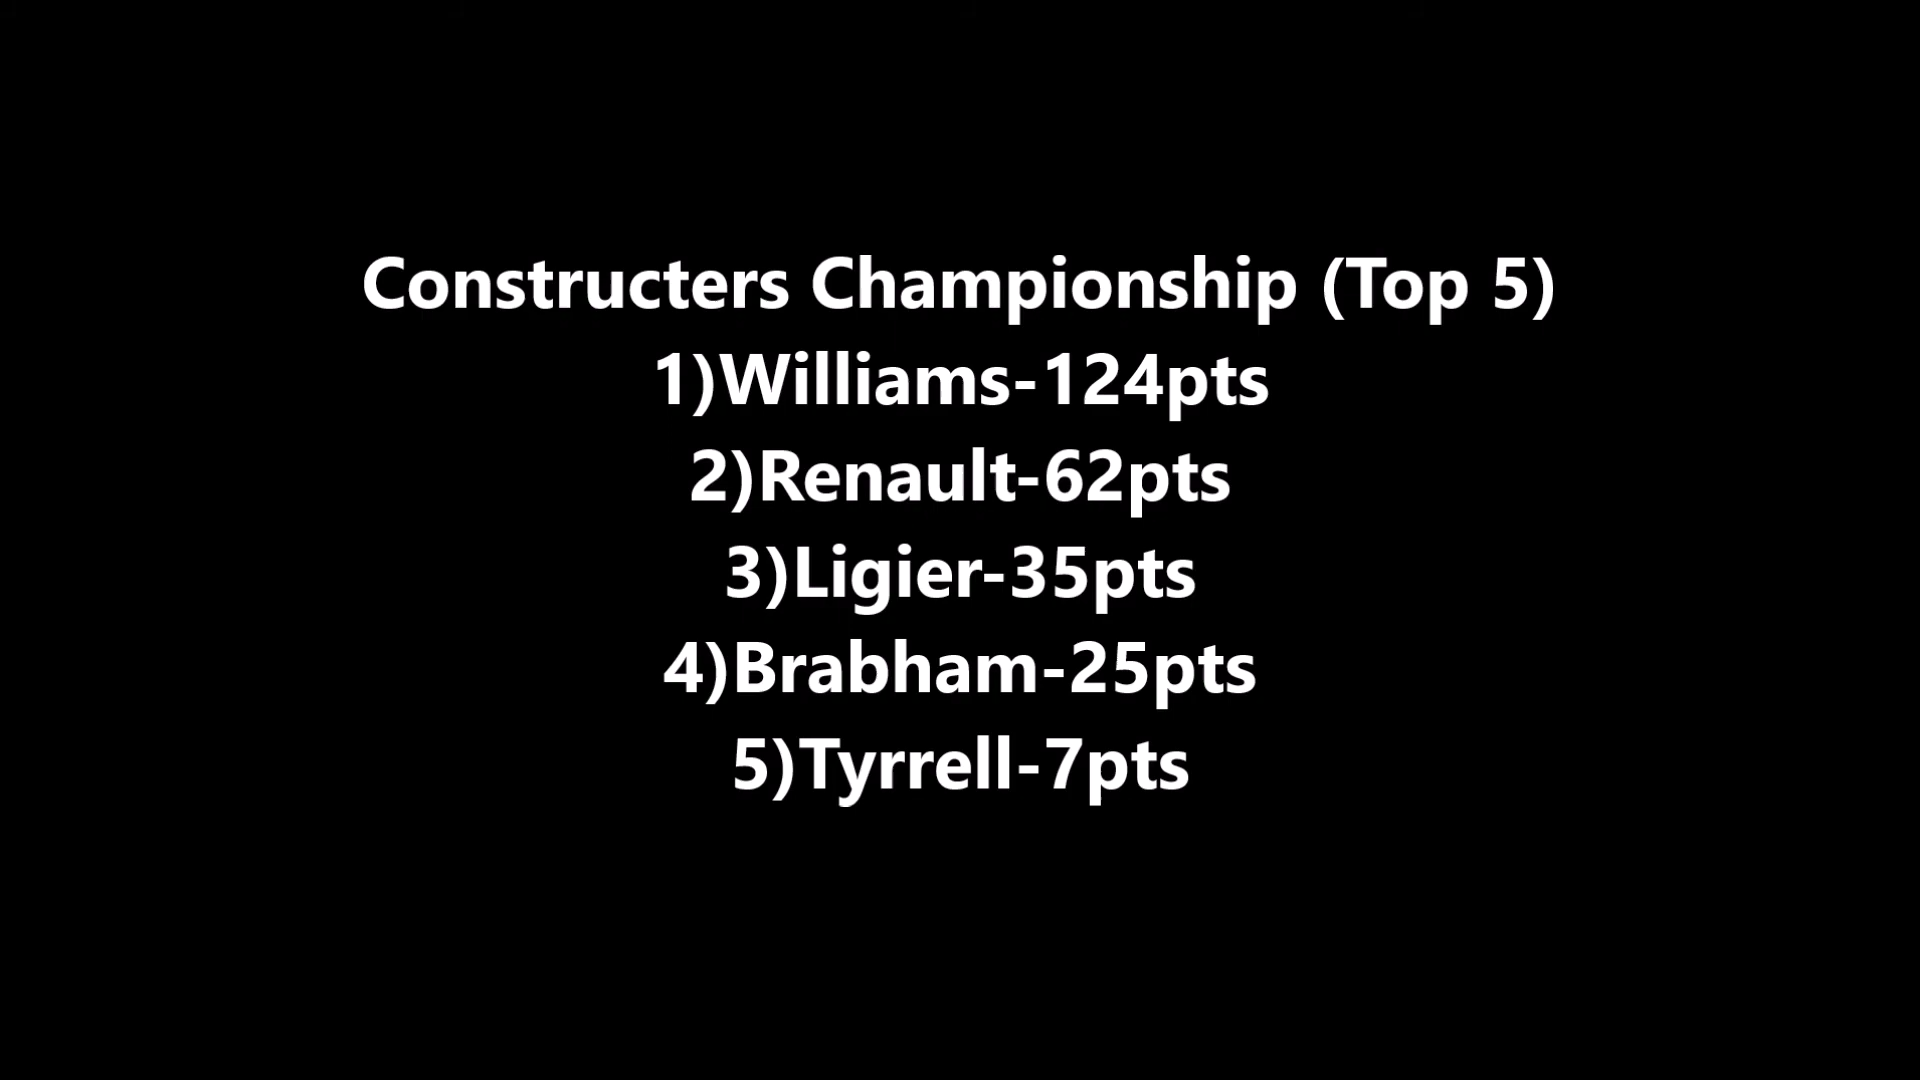 Constructers Championship (Top 5)
1)Williams-124pts
2)Renault-62pts
3)Ligier-35pts
4)Brabham-25pts
5)Tyrrell-7pts